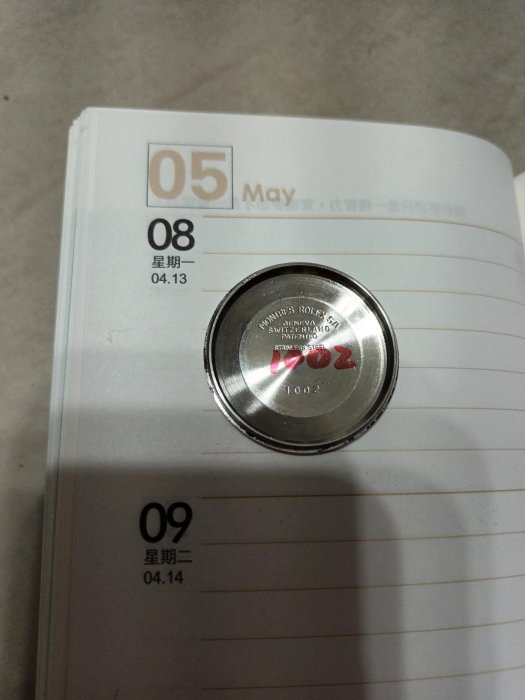 05 May
08
星期一
04.13
MONTRES ROLEX S.A
GENEVA
SWITZERLAND
PATENTED
STAINLESS STEEL
1002
1002
09
星期二
04.14